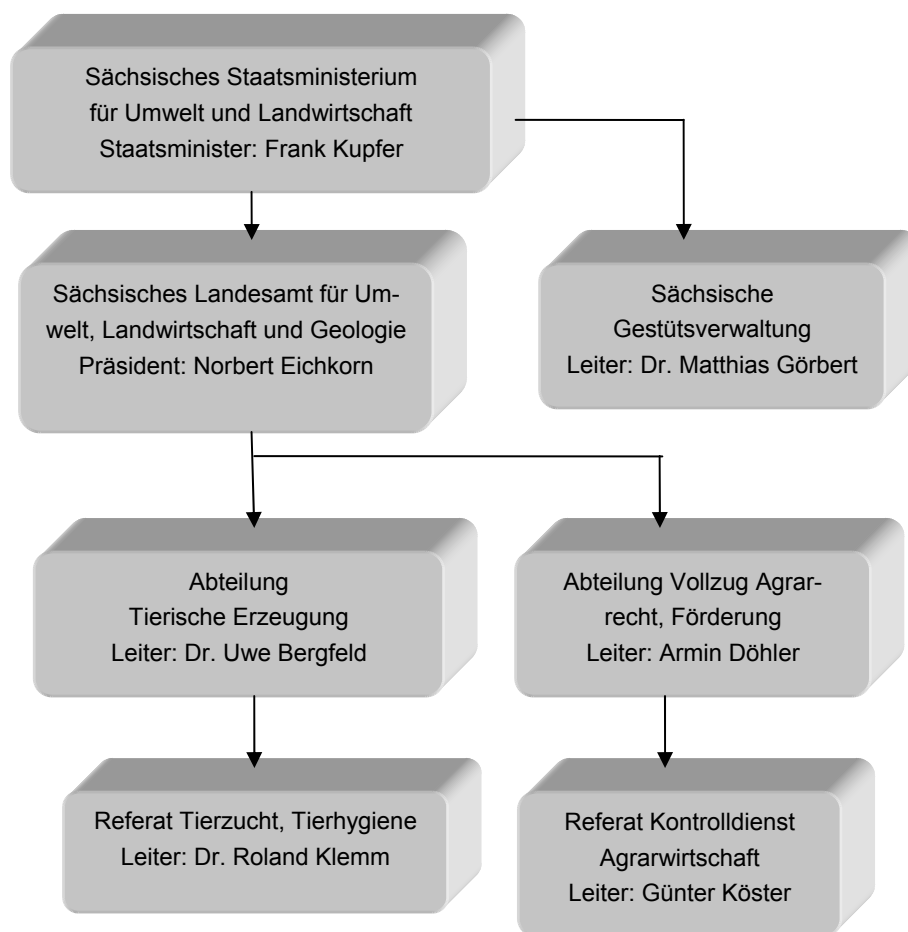 Sächsisches Staatsministerium
für Umwelt und Landwirtschaft
Staatsminister: Frank Kupfer
Sächsisches Landesamt für Um-
welt, Landwirtschaft und Geologie
Präsident: Norbert Eichkorn
Sächsische
Gestütsverwaltung
Leiter: Dr. Matthias Görbert
Abteilung
Tierische Erzeugung
Leiter: Dr. Uwe Bergfeld
Abteilung Vollzug Agrar-
recht, Förderung
Leiter: Armin Döhler
Referat Tierzucht, Tierhygiene
Leiter: Dr. Roland Klemm
Referat Kontrolldienst
Agrarwirtschaft
Leiter: Günter Köster